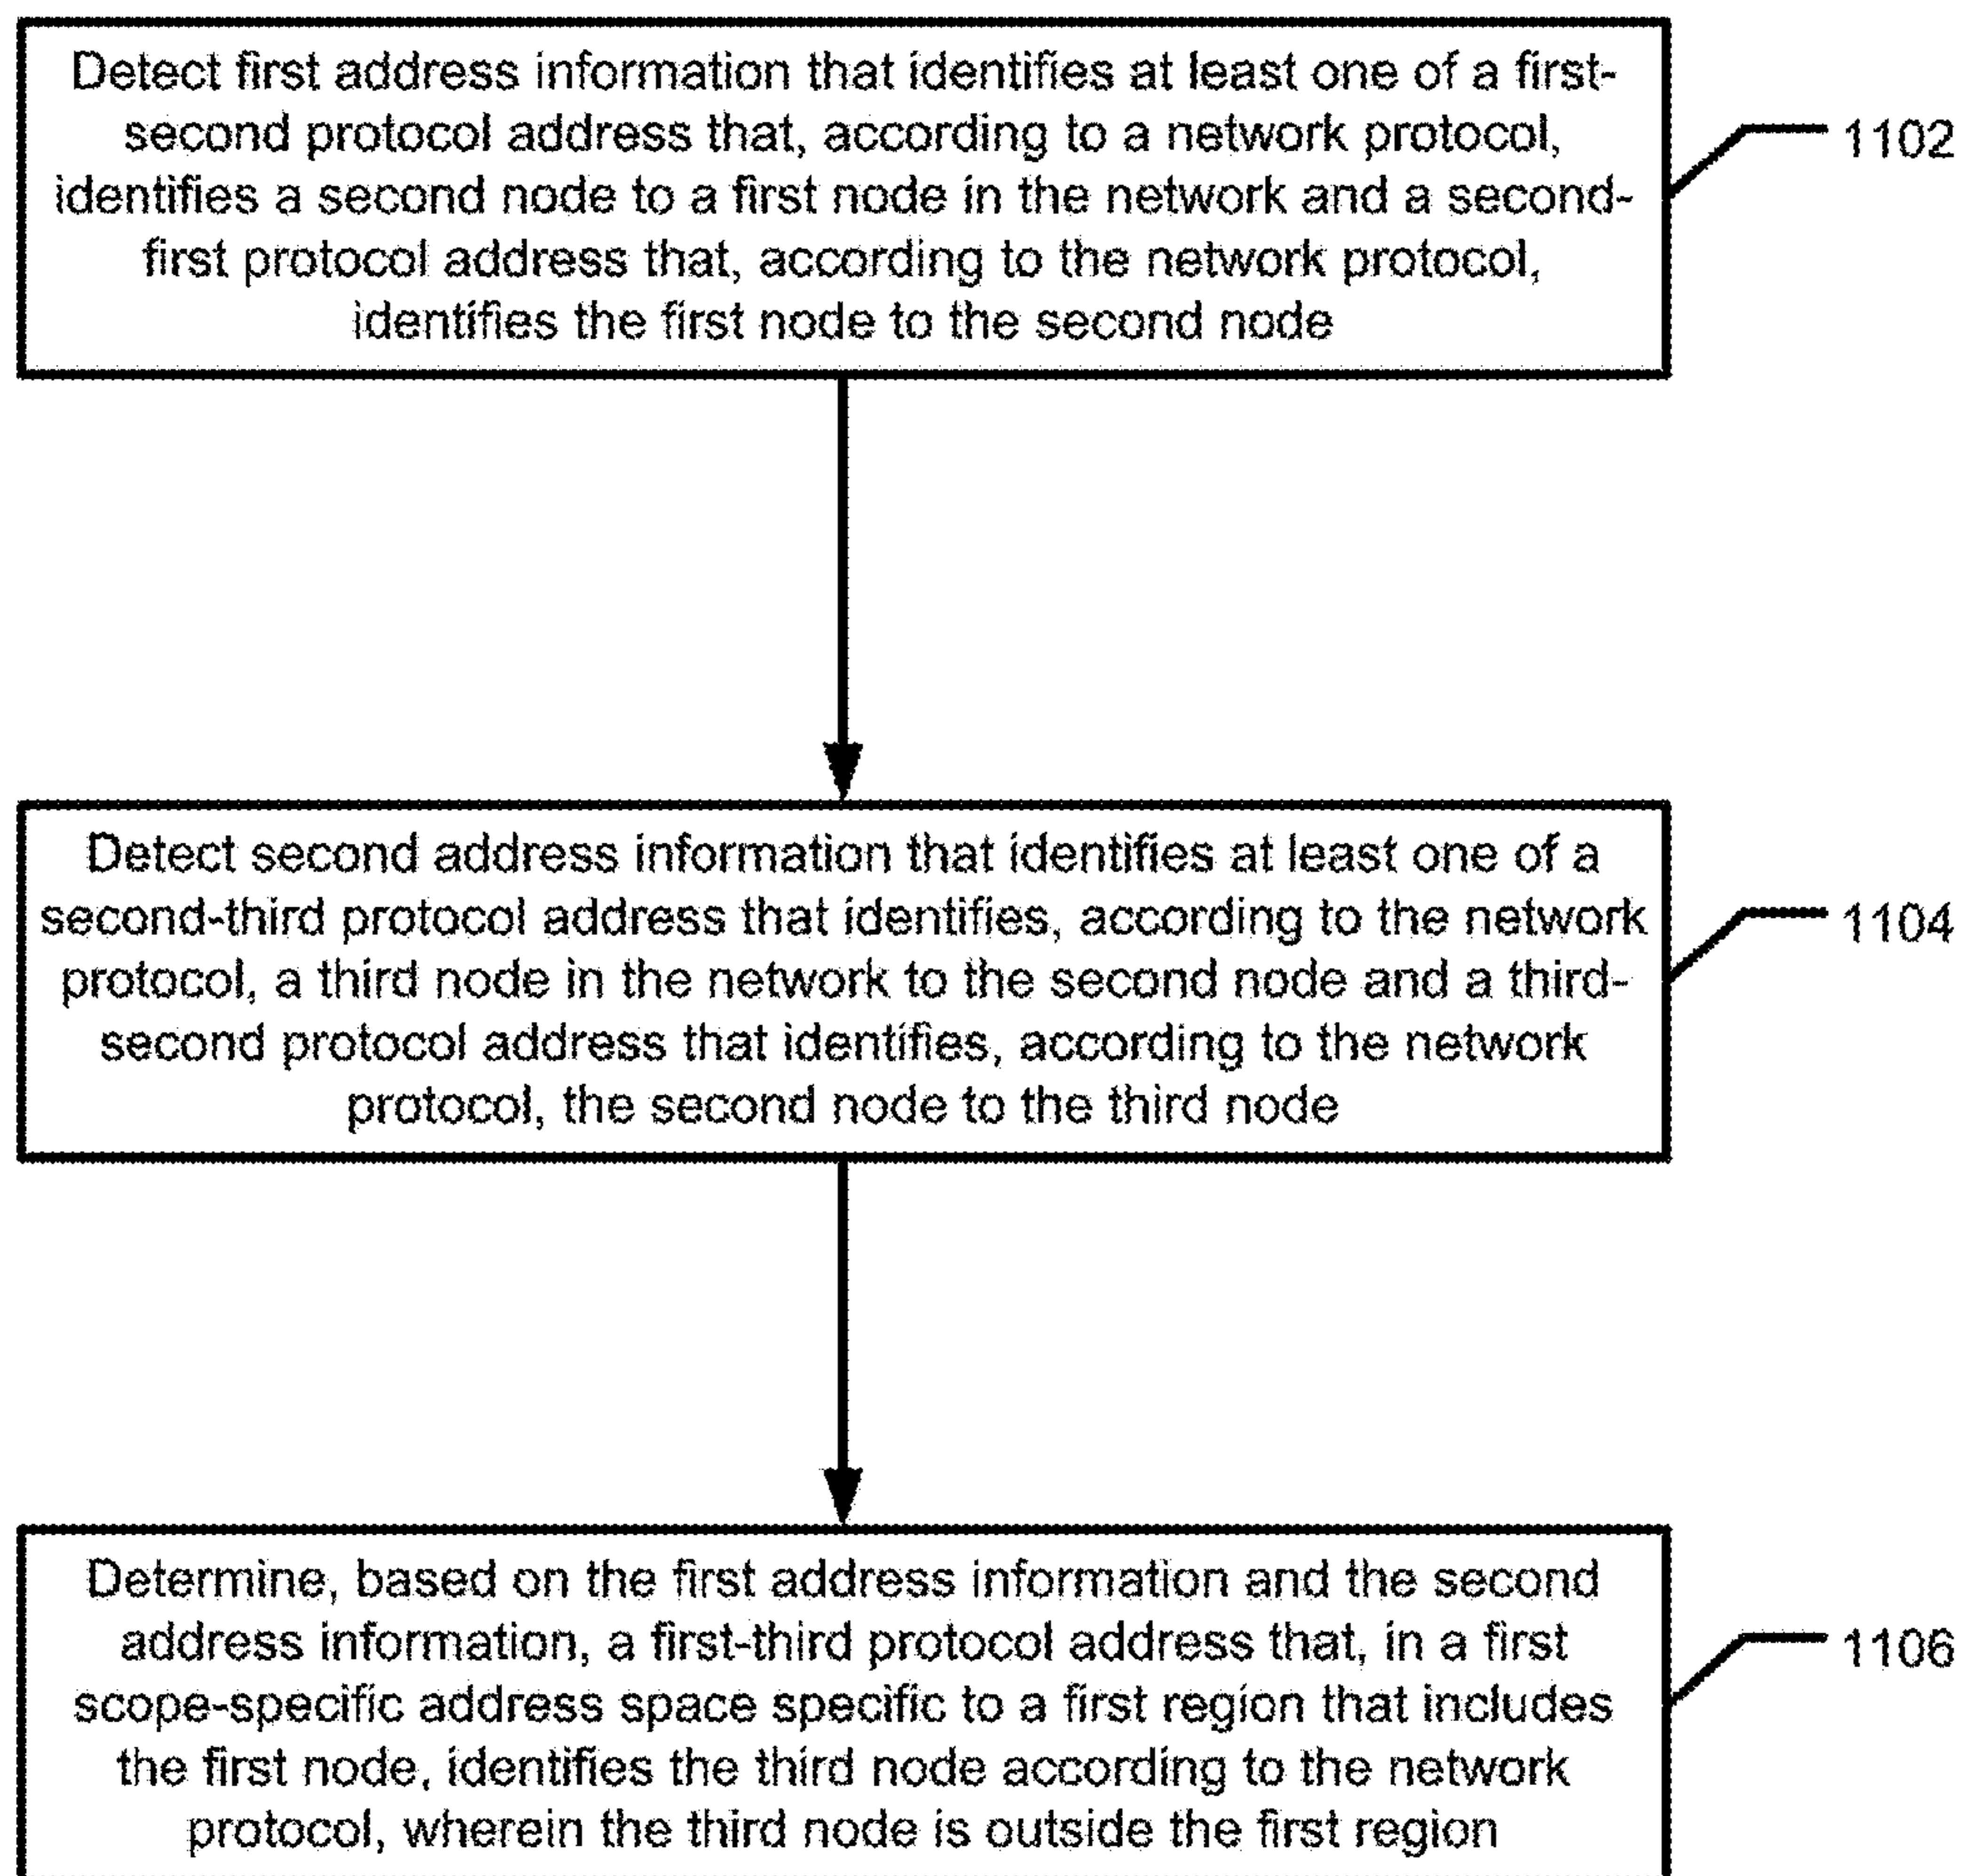 Detect first address information that identifies at least one of a first-
second protocol address that, according to a network protocol,
identifies a second node to a first node in the network and a second-
first protocol address that, according to the network protocol,
identifies the first node to the second node
1102
Detect second address information that identifies at least one of a
second-third protocol address that identifies, according to the network
protocol, a third node in the network to the second node and a third-
second protocol address that identifies, according to the network
protocol, the second node to the third node
1104
Determine, based on the first address information and the second
address information, a first-third protocol address that, in a first
scope-specific address space specific to a first region that includes
the first node, identifies the third node according to the network
protocol, wherein the third node is outside the first region
1106